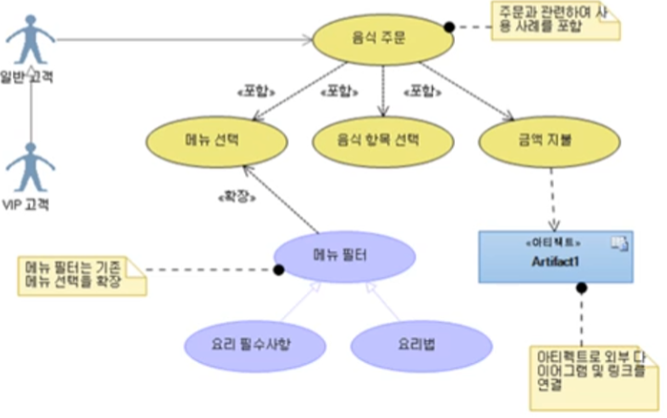 주문과 관련하여 사
용 사례를 포함
음식 주문
일반 고객
«포함»
«포함»
«포함»
메뉴 선택
음식 항목 선택
금액 지불
VIP 고객
«확장»
«아티팩트»
Artifact1
메뉴 필터
메뉴 필터는 기존
메뉴 선택을 확장
요리 필수사항
요리법
아티팩트로 외부 다
이어그램 및 링크를
연결